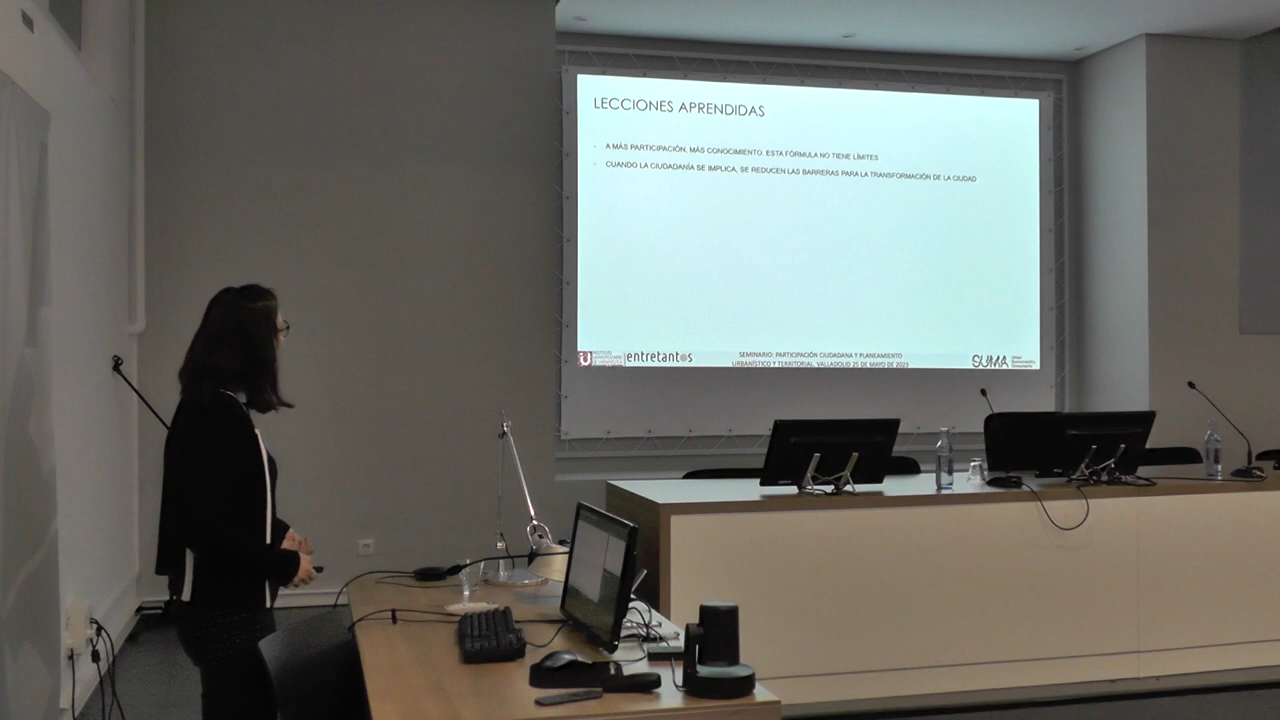 LECCIONES APRENDIDAS
- A MÁS PARTICIPACIÓN, MÁS CONOCIMIENTO. ESTA FÓRMULA NO TIENE LÍMITES
- CUANDO LA CIUDADANÍA SE IMPLICA, SE REDUCEN LAS BARRERAS PARA LA TRANSFORMACIÓN DE LA CIUDAD
entretantos
SEMINARIO: PARTICIPACIÓN CIUDADANA Y PLANEAMIENTO
URBANÍSTICO Y TERRITORIAL. VALLADOLID 25 DE MAYO DE 2023
SUMA